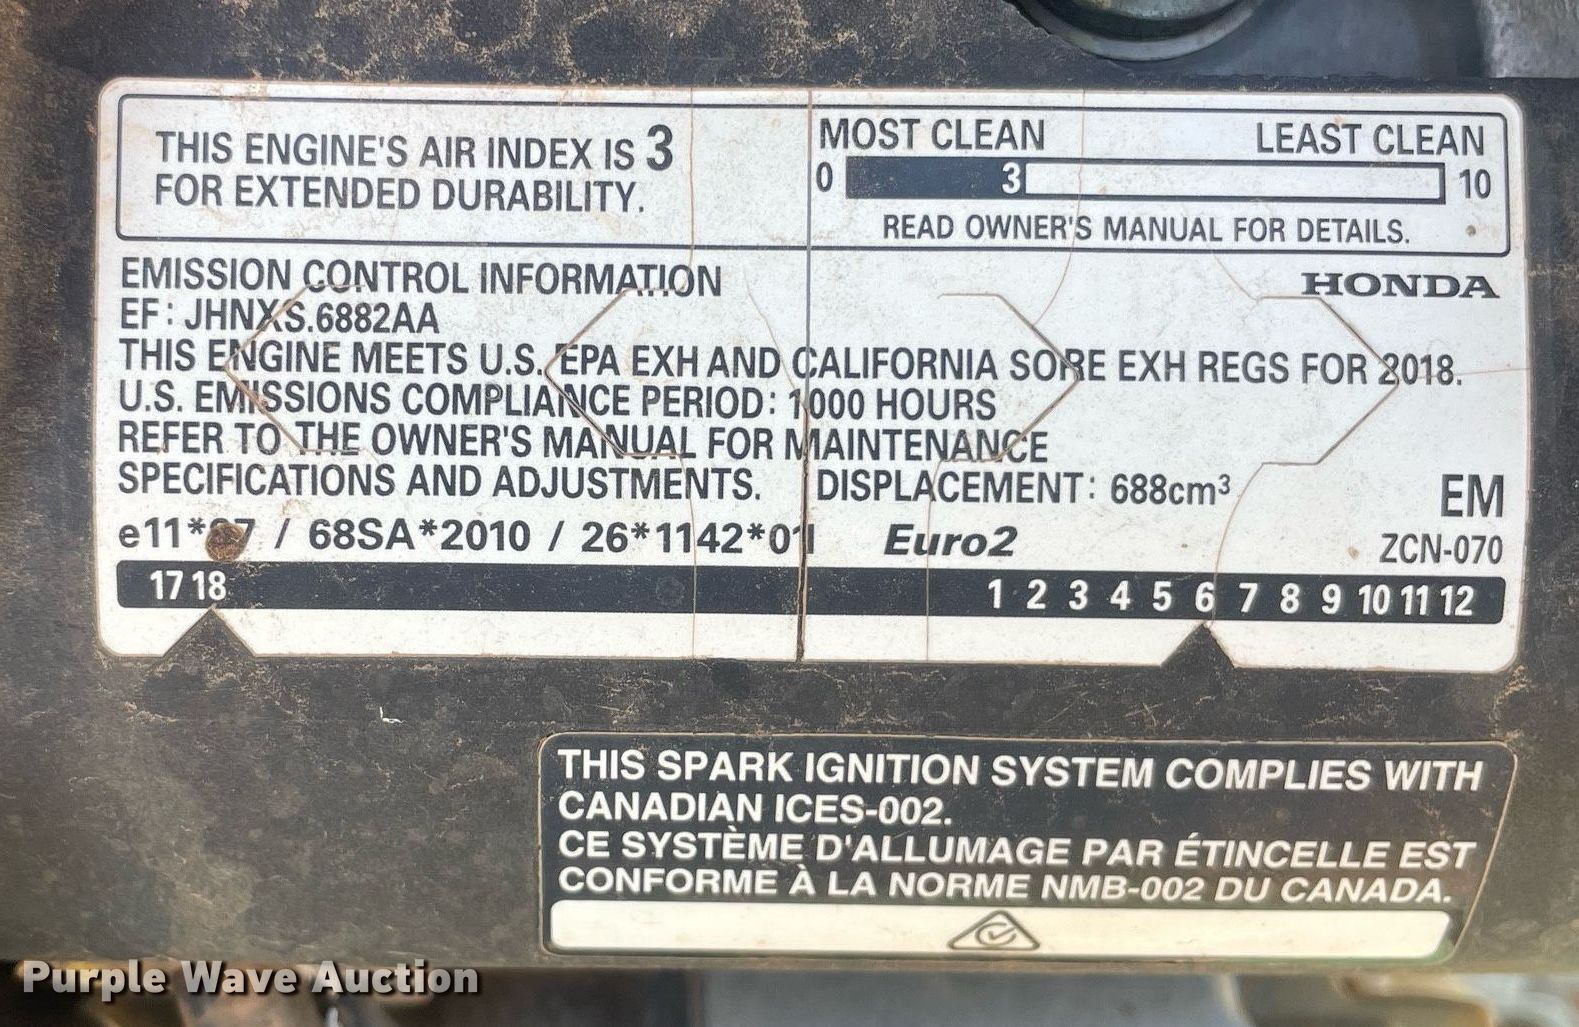 THIS ENGINE'S AIR INDEX IS 3
FOR EXTENDED DURABILITY.
MOST CLEAN LEAST CLEAN
0 3 10
READ OWNER'S MANUAL FOR DETAILS.
EMISSION CONTROL INFORMATION
HONDA
EF: JHNXS.6882AA
THIS ENGINE MEETS U.S. EPA EXH AND CALIFORNIA SORE EXH REGS FOR 2018.
U.S. EMISSIONS COMPLIANCE PERIOD: 1000 HOURS
REFER TO THE OWNER'S MANUAL FOR MAINTENANCE
SPECIFICATIONS AND ADJUSTMENTS. DISPLACEMENT: 688cm³
EM
/ 68SA*2010 / 26*1142*01 Euro2
ZCN-070
17 18 1 2 3 4 5 6 7 8 9 10 11 12
THIS SPARK IGNITION SYSTEM COMPLIES WITH
CANADIAN ICES-002.
CE SYSTÈME D'ALLUMAGE PAR ÉTINCELLE EST
CONFORME À LA NORME NMB-002 DU CANADA.
Purple Wave Auction